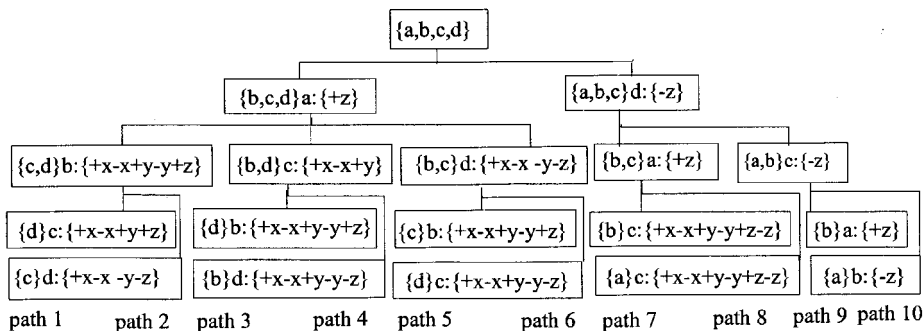 {a,b,c,d}
{b,c,d}a:{+z} {a,b,c}d:{-z}
{c,d}b:{+x-x+y-y+z} {b,d}c:{+x-x+y} {b,c}d:{+x-x -y-z} {b,c}a:{+z} {a,b}c:{-z}
{d}c:{+x-x+y+z} {d}b:{+x-x+y-y+z} {c}b:{+x-x+y-y+z} {b}c:{+x-x+y-y+z-z} {b}a:{+z}
{c}d:{+x-x -y-z} {b}d:{+x-x+y-y-z} {d}c:{+x-x+y-y-z} {a}c:{+x-x+y-y+z-z} {a}b:{-z}
path 1 path 2 path 3 path 4 path 5 path 6 path 7 path 8 path 9 path 10